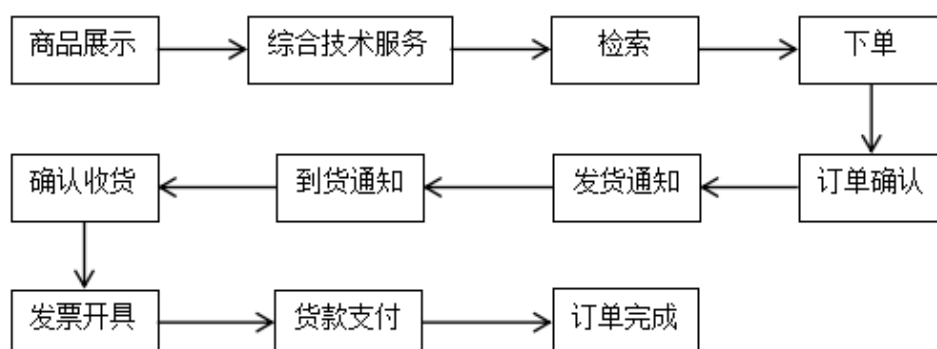 商品展示
综合技术服务
检索
下单
订单确认
发货通知
到货通知
确认收货
发票开具
货款支付
订单完成